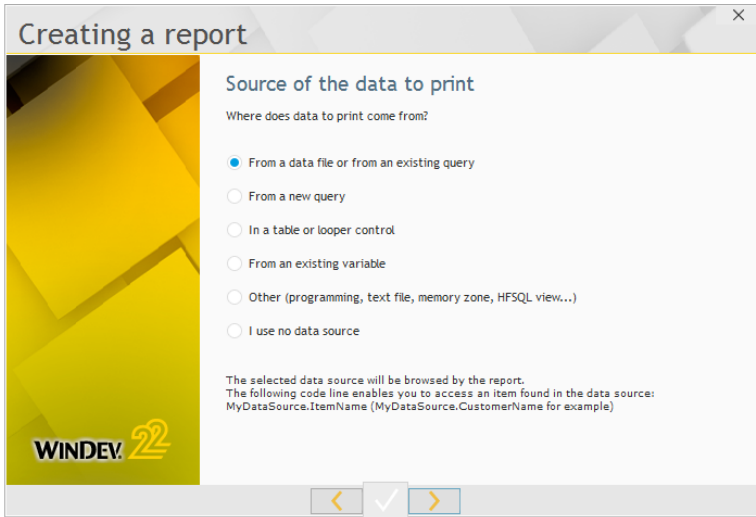 Creating a report
Source of the data to print
Where does data to print come from?
From a data file or from an existing query
From a new query
In a table or looper control
From an existing variable
Other (programming, text file, memory zone, HFSQL view...)
I use no data source
The selected data source will be browsed by the report.
The following code line enables you to access an item found in the data source:
MyDataSource.ItemName (MyDataSource.CustomerName for example)
WINDEV. 22